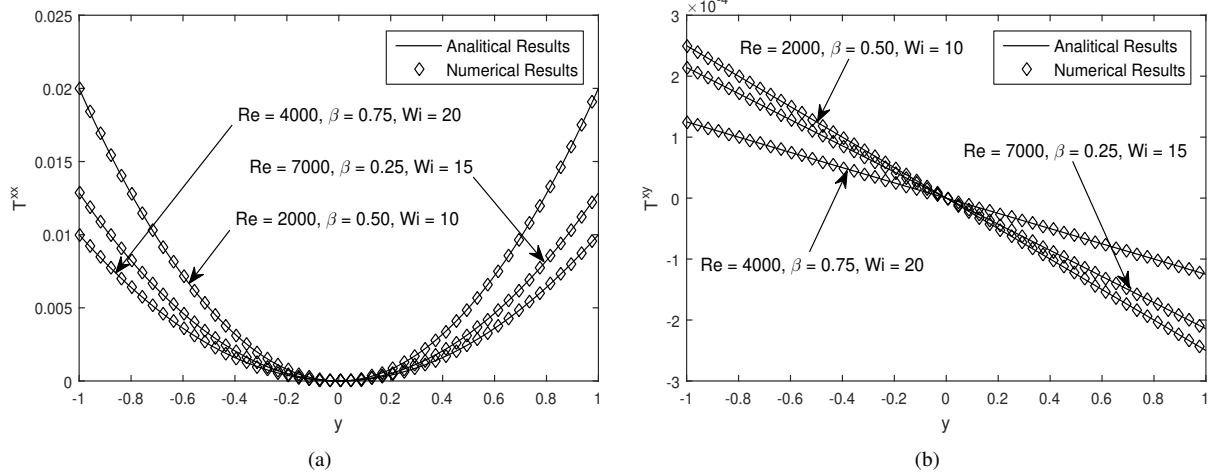 0.025
0.02
0.015
0.01
0.005
0
T^xx
-1 -0.8 -0.6 -0.4 -0.2 0 0.2 0.4 0.6 0.8 1
y
Analitical Results
Numerical Results
Re = 4000, β = 0.75, Wi = 20
Re = 7000, β = 0.25, Wi = 15
Re = 2000, β = 0.50, Wi = 10
(a)
3
2
1
0
-1
-2
-3
T^xy
-1 -0.8 -0.6 -0.4 -0.2 0 0.2 0.4 0.6 0.8 1
y
Analitical Results
Numerical Results
Re = 2000, β = 0.50, Wi = 10
Re = 7000, β = 0.25, Wi = 15
Re = 4000, β = 0.75, Wi = 20
(b)